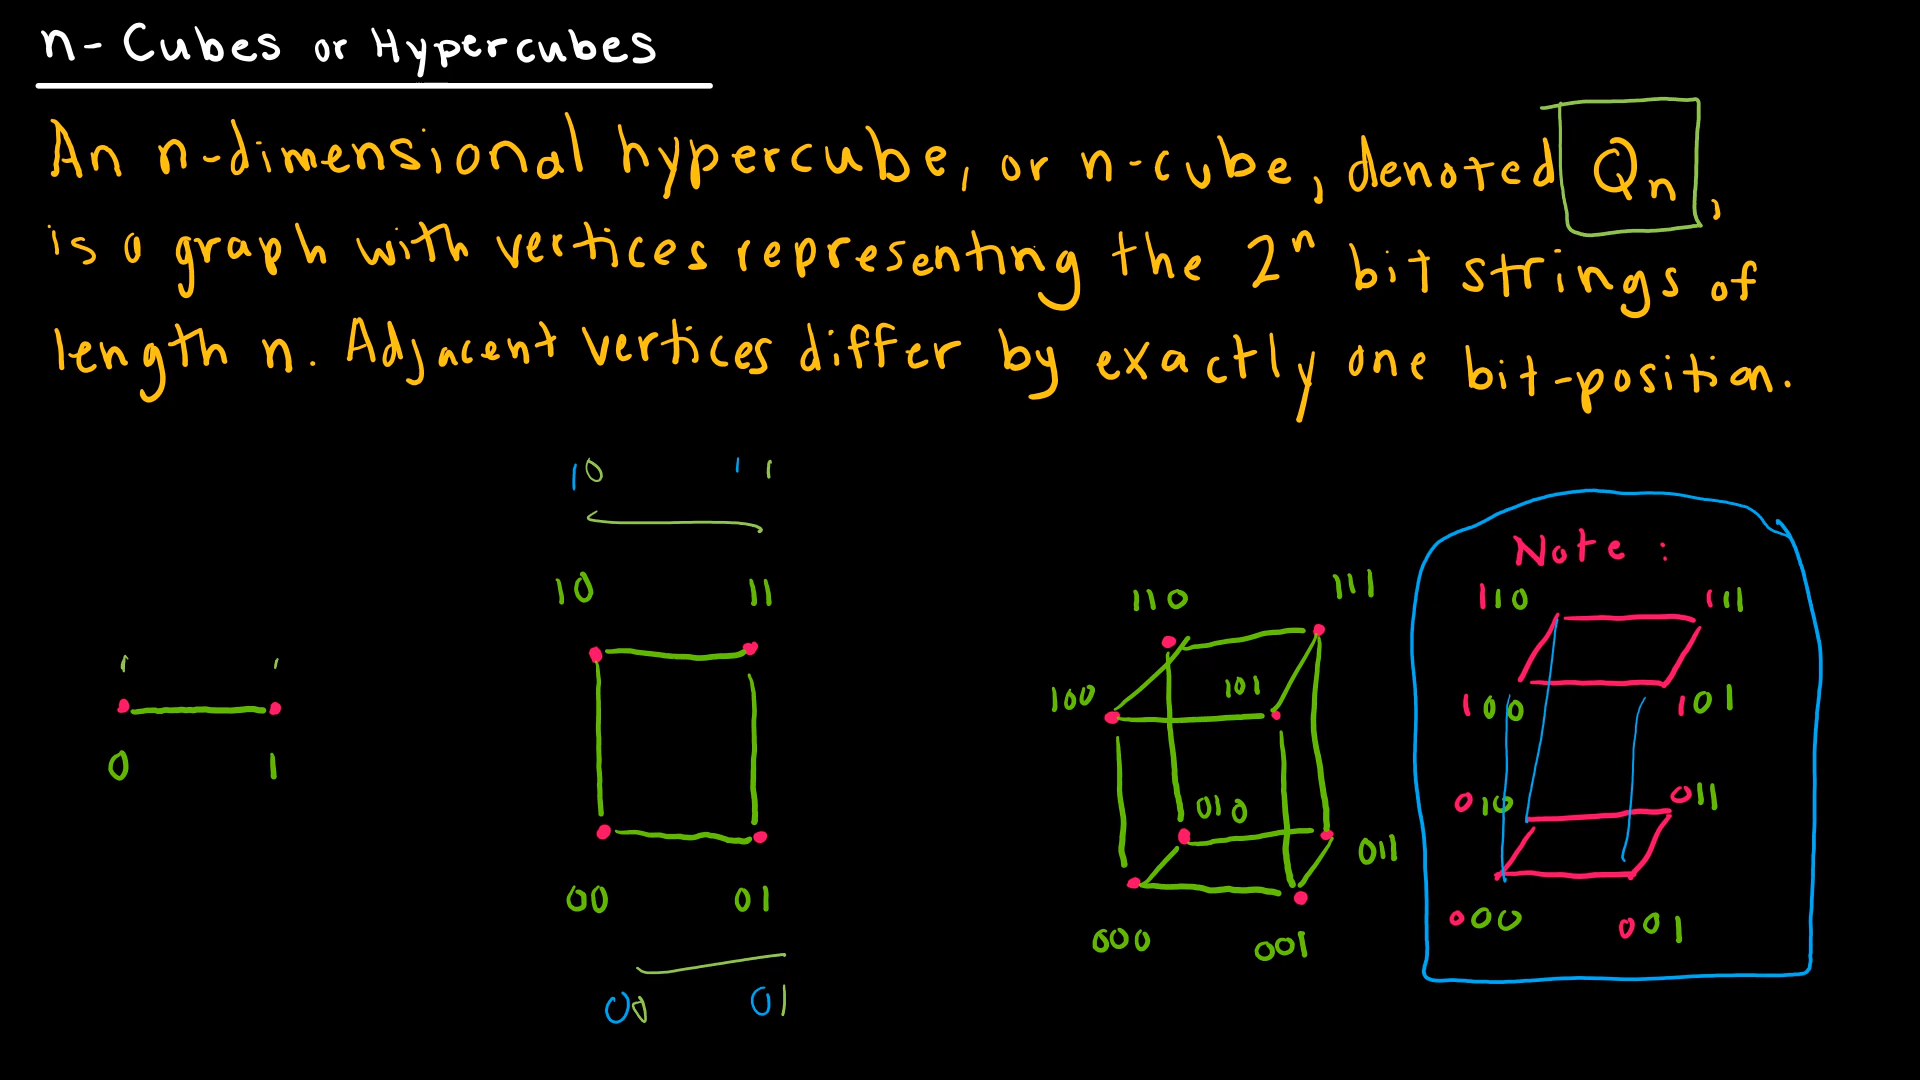 n-Cubes or Hypercubes
An n-dimensional hypercube, or n-cube, denoted Qn,
is a graph with vertices representing the 2^n bit strings of
length n. Adjacent vertices differ by exactly one bit-position.
0 1
10 11
10 11
00 01
00 01
110 111
100 101
010 011
000 001
Note:
110 111
100 101
010 011
000 001